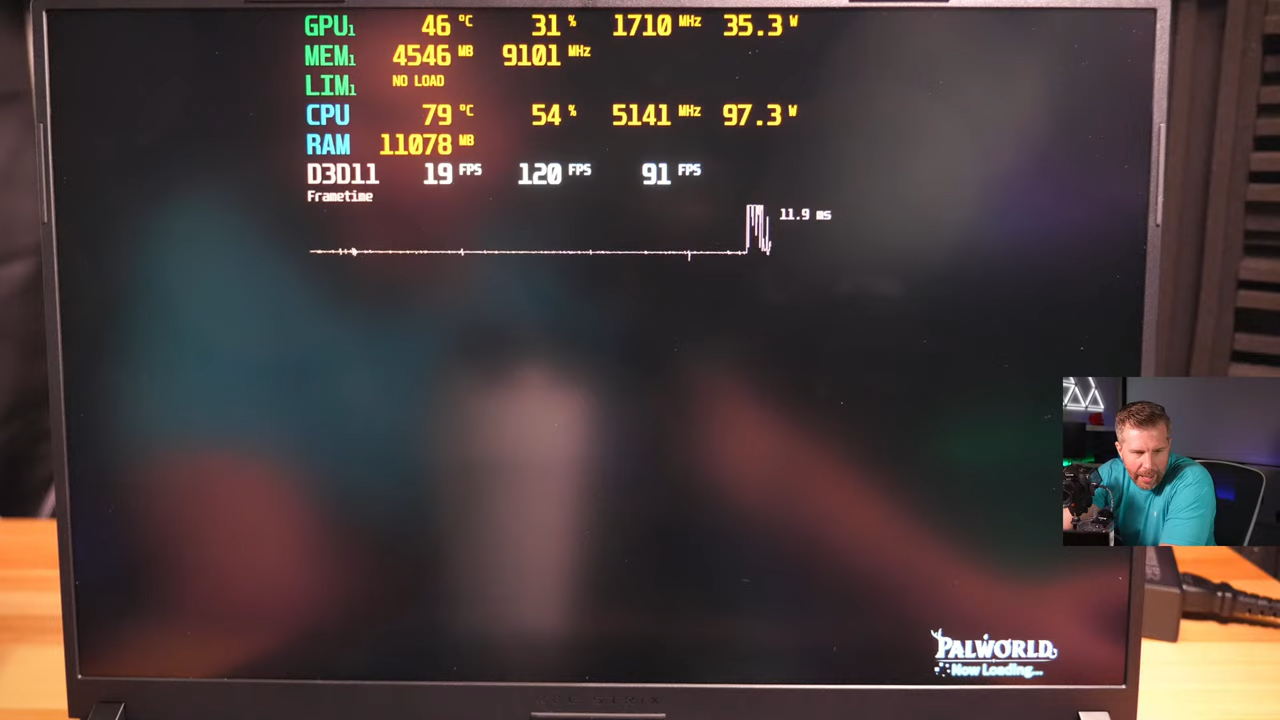 GPU1 46 °C 31 % 1710 MHz 35.3 W
MEM1 4546 MB 9101 MHz
LIM1 NO LOAD
CPU 79 °C 54 % 5141 MHz 97.3 W
RAM 11078 MB
D3D11 19 FPS 120 FPS 91 FPS
Frametime
11.9 ms
PALWORLD
Now Loading...